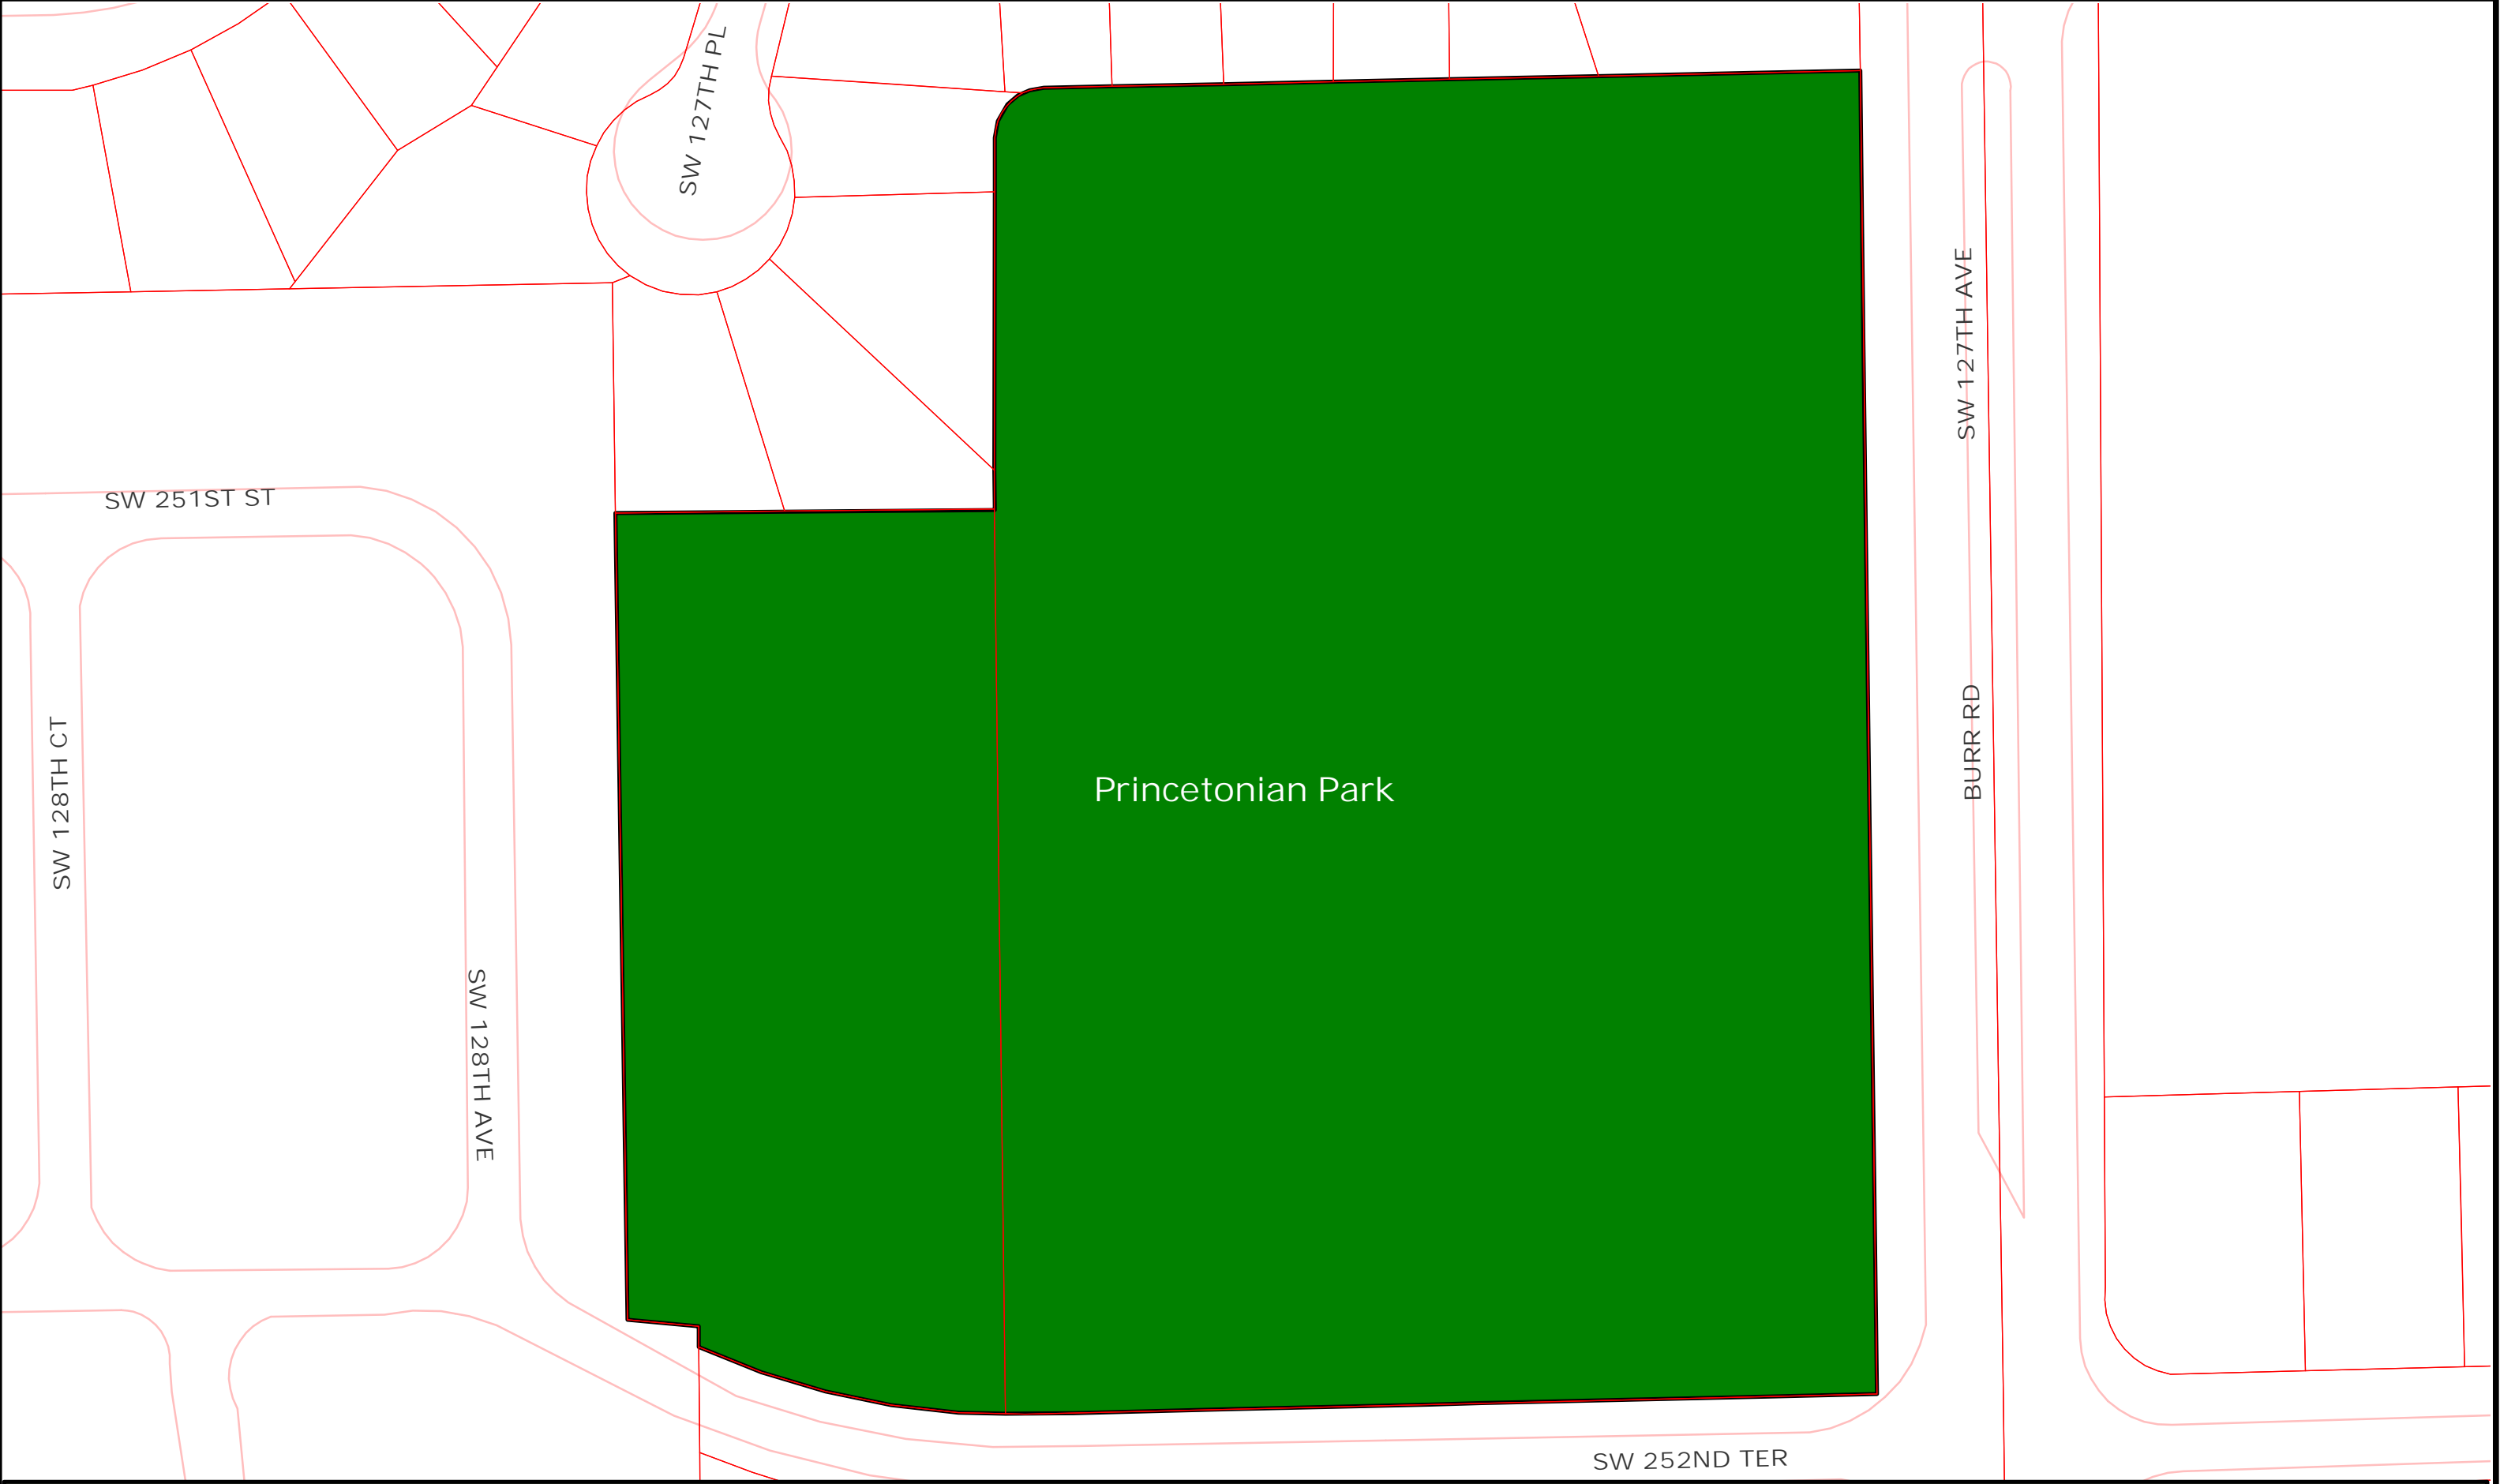 SW 127TH PL
SW 127TH AVE
SW 251ST ST
BURR RD
SW 128TH CT
Princetonian Park
SW 128TH AVE
SW 252ND TER